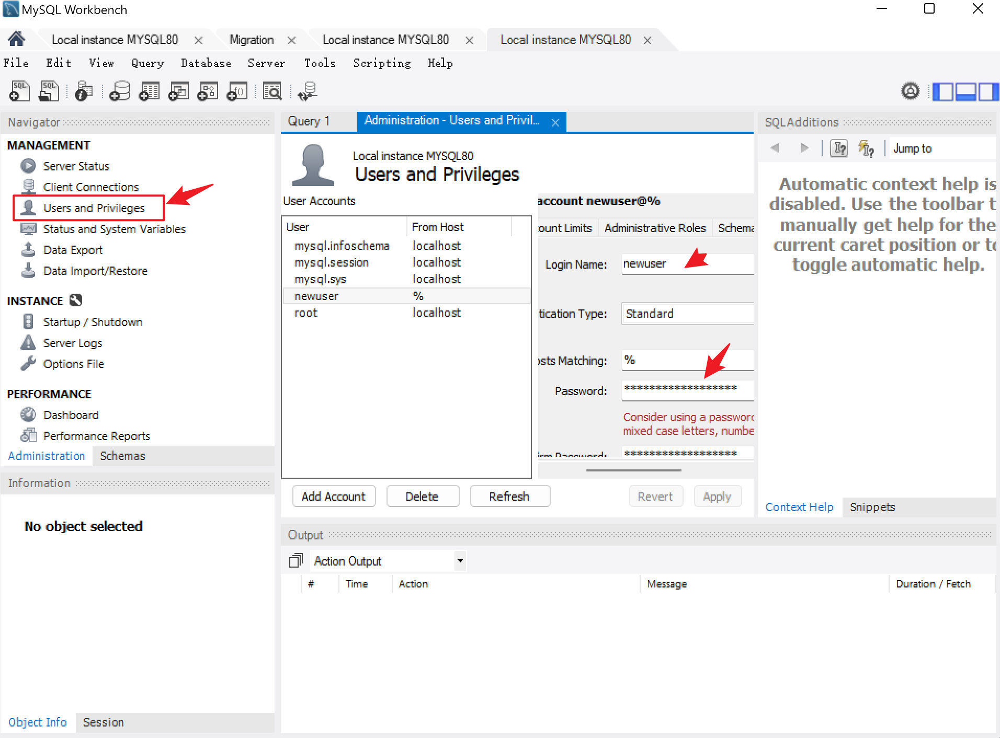 MySQL Workbench
Local instance MYSQL80
Migration
Local instance MYSQL80
Local instance MYSQL80
File Edit View Query Database Server Tools Scripting Help
Navigator
MANAGEMENT
Server Status
Client Connections
Users and Privileges
Status and System Variables
Data Export
Data Import/Restore
INSTANCE
Startup / Shutdown
Server Logs
Options File
PERFORMANCE
Dashboard
Performance Reports
Administration Schemas
Information
No object selected
Object Info Session
Query 1
Administration - Users and Privil...
Local instance MYSQL80
Users and Privileges
User Accounts
User From Host
mysql.infoschema localhost
mysql.session localhost
mysql.sys localhost
newuser %
root localhost
account newuser@%
ount Limits Administrative Roles Schema
Login Name: newuser
tication Type: Standard
osts Matching: %
Password: ******************
Consider using a password
mixed case letters, numbe
irm Password: ******************
Add Account Delete Refresh Revert Apply
SQLAdditions
Jump to
Automatic context help is
disabled. Use the toolbar t
manually get help for the
current caret position or to
toggle automatic help.
Context Help Snippets
Output
Action Output
# Time Action Message Duration / Fetch